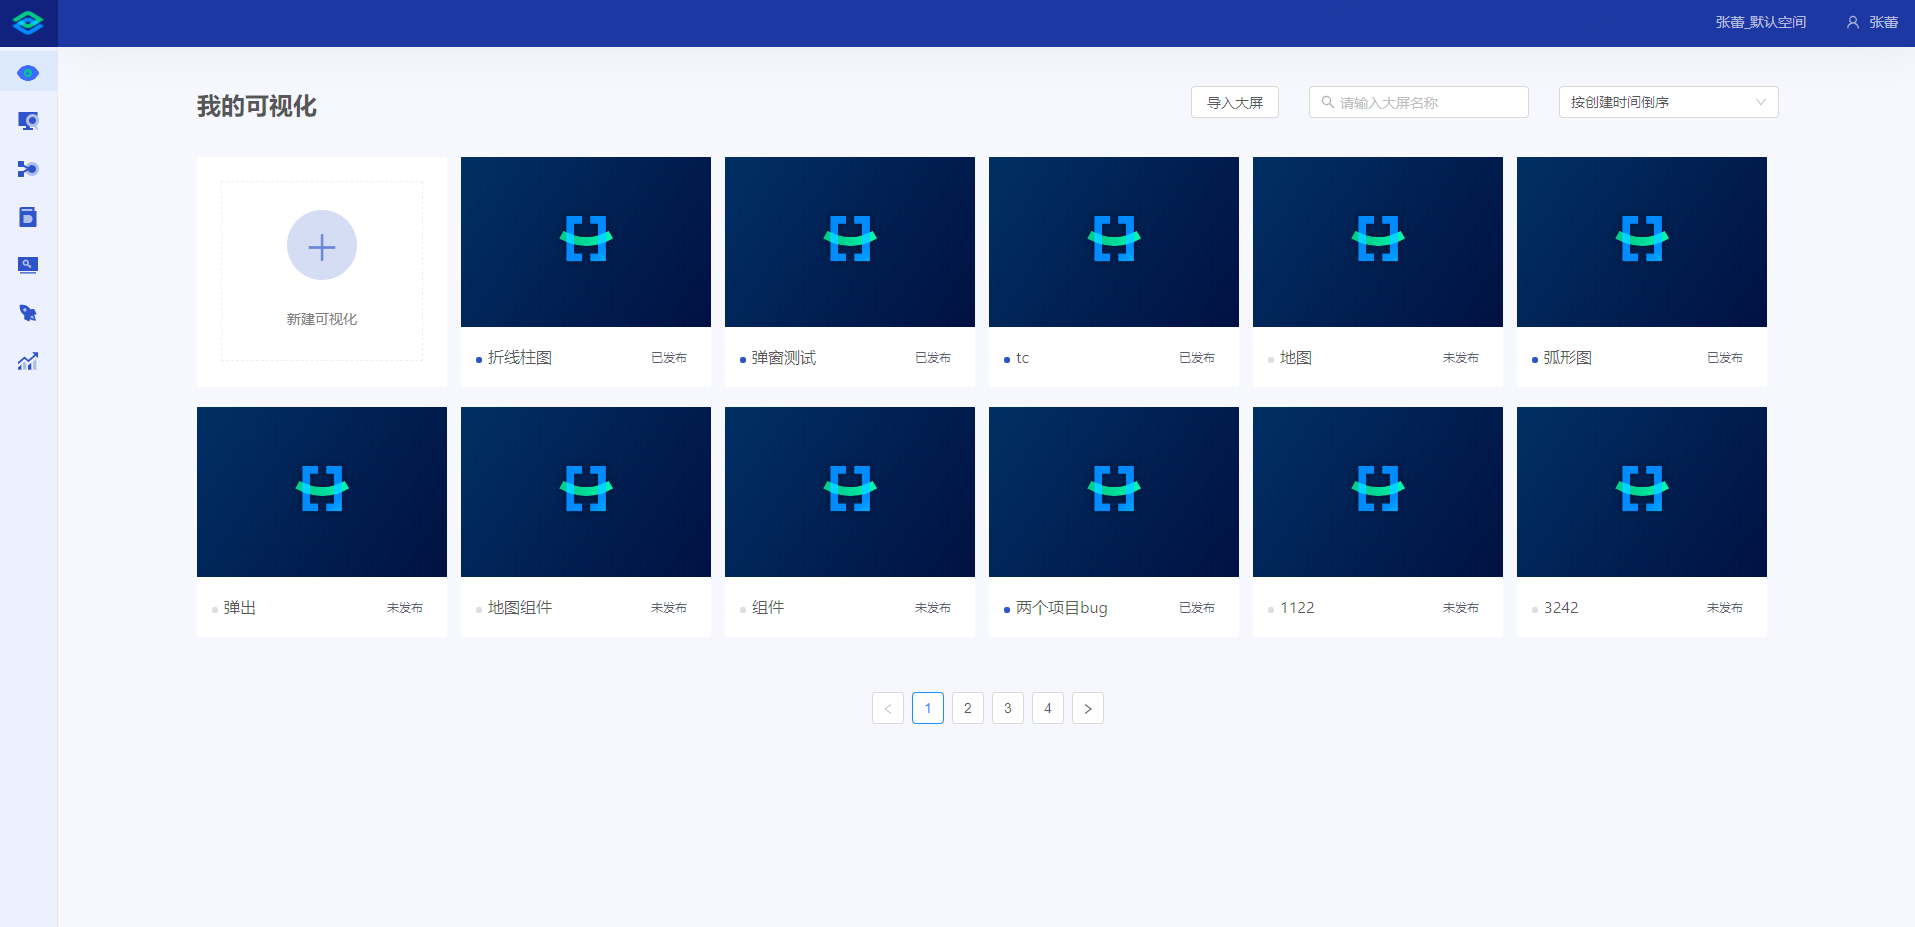 张蕾_默认空间 张蕾
我的可视化 导入大屏 请输入大屏名称 按创建时间倒序
新建可视化
折线柱图 已发布
弹窗测试 已发布
tc 已发布
地图 未发布
弧形图 已发布
弹出 未发布
地图组件 未发布
组件 未发布
两个项目bug 已发布
1122 未发布
3242 未发布
1 2 3 4